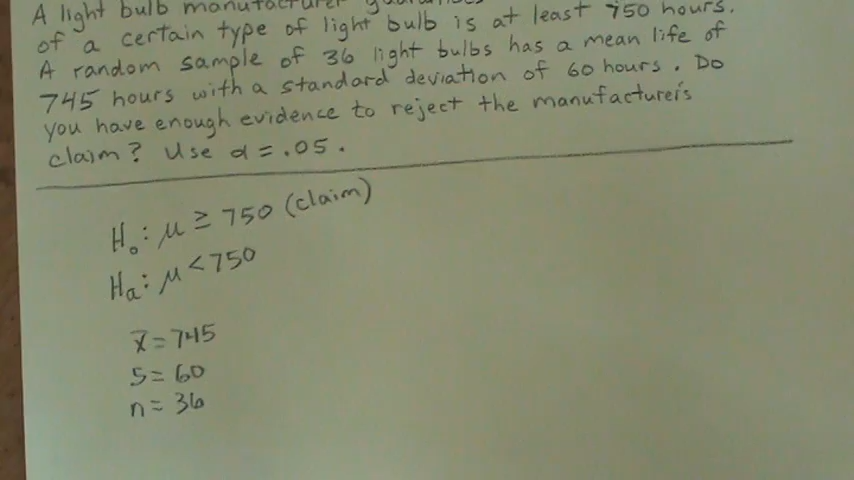 A light bulb manufacturer guarantees
of a certain type of light bulb is at least 750 hours.
A random sample of 36 light bulbs has a mean life of
745 hours with a standard deviation of 60 hours. Do
you have enough evidence to reject the manufacturer's
claim? Use α = .05.
H₀: μ ≥ 750 (claim)
Hₐ: μ < 750
x̄ = 745
s = 60
n = 36